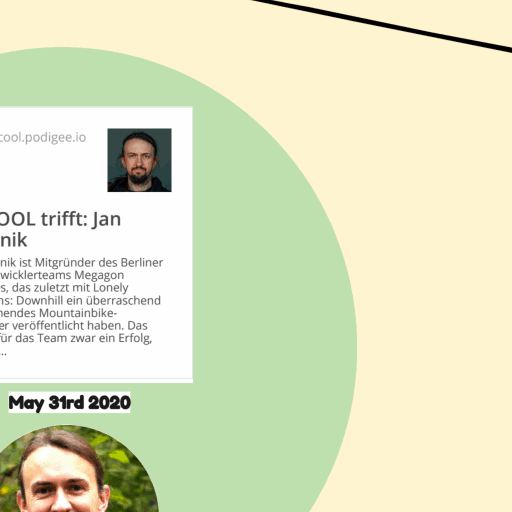 cool.podigee.io
OOL trifft: Jan
nik
nik ist Mitgründer des Berliner
wicklerteams Megagon
s, das zuletzt mit Lonely
ns: Downhill ein überraschend
nendes Mountainbike-
er veröffentlicht haben. Das
für das Team zwar ein Erfolg,
...
May 31rd 2020